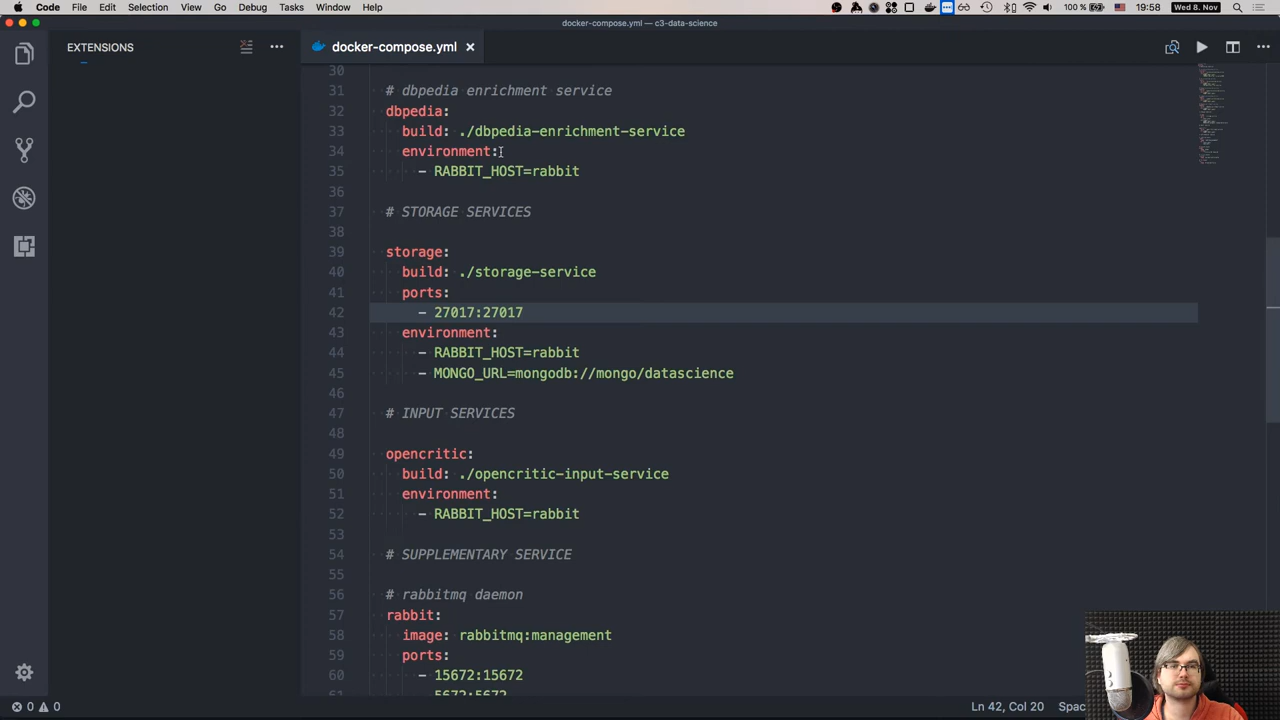 Code File Edit Selection View Go Debug Tasks Window Help 100 % 19:58 Wed 8. Nov
docker-compose.yml — c3-data-science
EXTENSIONS
docker-compose.yml
30
31 # dbpedia enrichment service
32 dbpedia:
33 build: ./dbpedia-enrichment-service
34 environment:
35 - RABBIT_HOST=rabbit
36
37 # STORAGE SERVICES
38
39 storage:
40 build: ./storage-service
41 ports:
42 - 27017:27017
43 environment:
44 - RABBIT_HOST=rabbit
45 - MONGO_URL=mongodb://mongo/datascience
46
47 # INPUT SERVICES
48
49 opencritic:
50 build: ./opencritic-input-service
51 environment:
52 - RABBIT_HOST=rabbit
53
54 # SUPPLEMENTARY SERVICE
55
56 # rabbitmq daemon
57 rabbit:
58 image: rabbitmq:management
59 ports:
60 - 15672:15672
61 - 5672:5672
0 0 Ln 42, Col 20 Spac